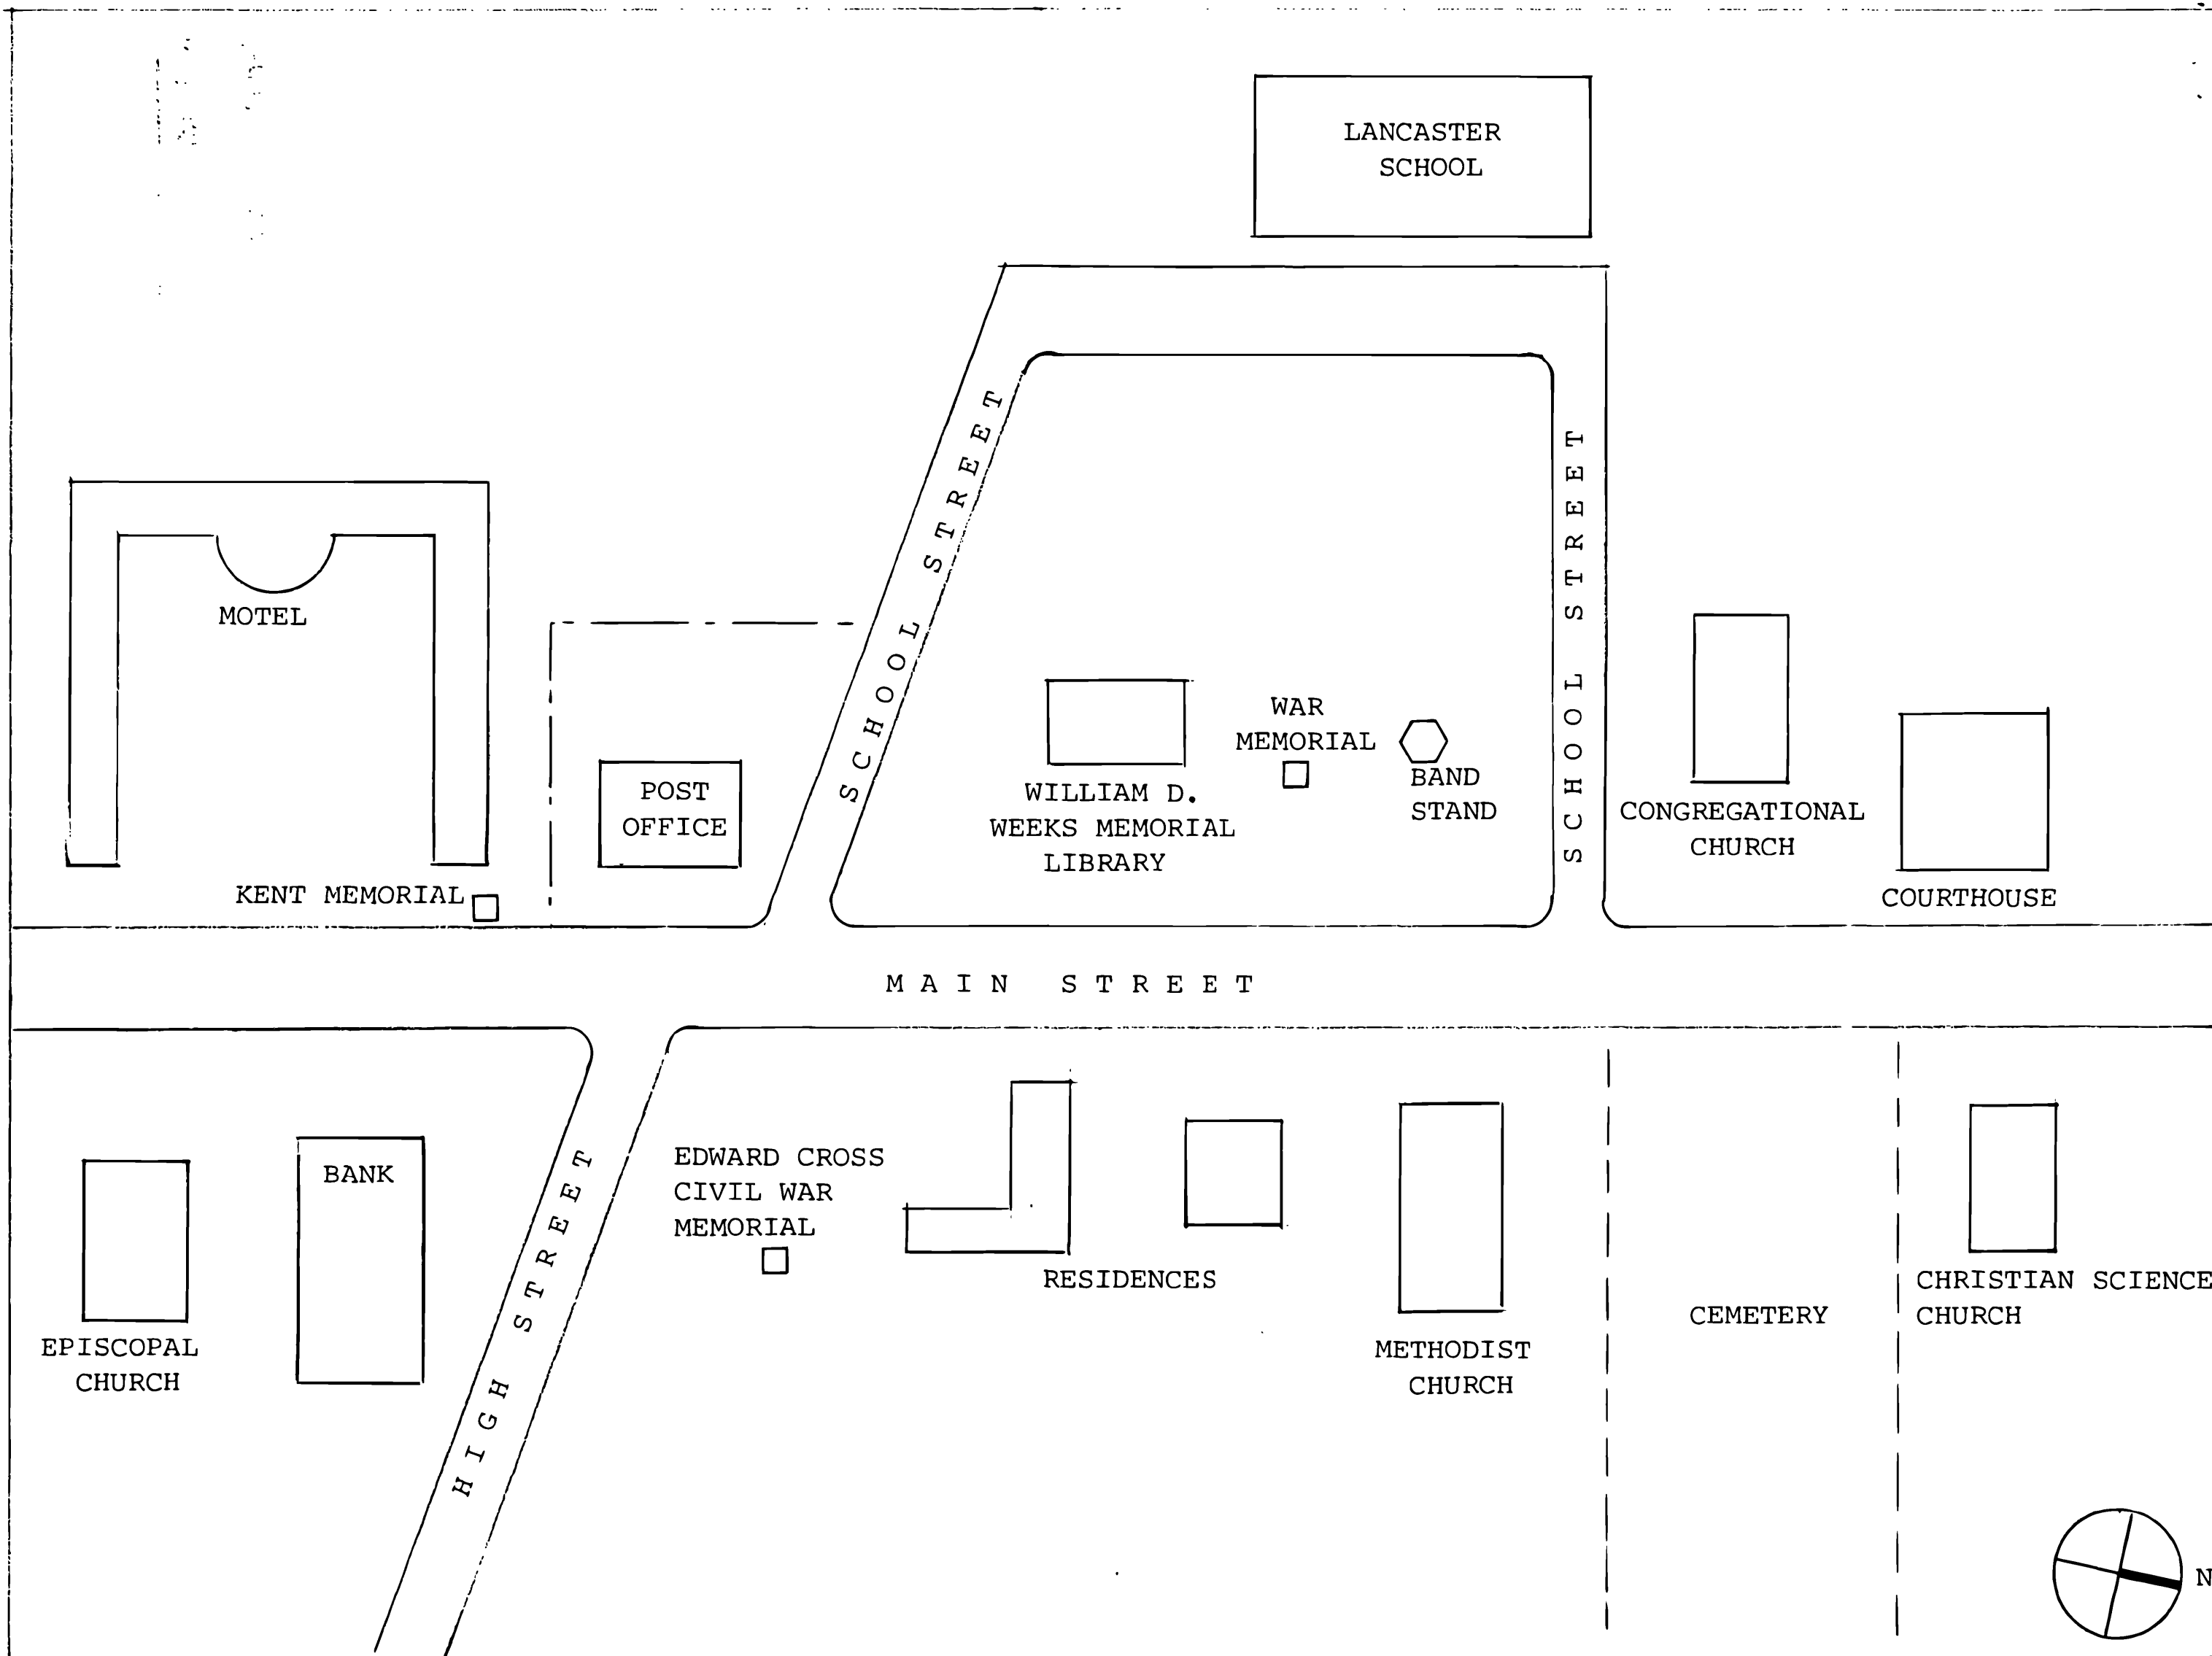 LANCASTER
SCHOOL
SCHOOL STREET
SCHOOL STREET
MOTEL
POST
OFFICE
KENT MEMORIAL
WILLIAM D.
WEEKS MEMORIAL
LIBRARY
WAR
MEMORIAL
BAND
STAND
CONGREGATIONAL
CHURCH
COURTHOUSE
MAIN STREET
EPISCOPAL
CHURCH
BANK
HIGH STREET
EDWARD CROSS
CIVIL WAR
MEMORIAL
RESIDENCES
METHODIST
CHURCH
CEMETERY
CHRISTIAN SCIENCE
CHURCH
N